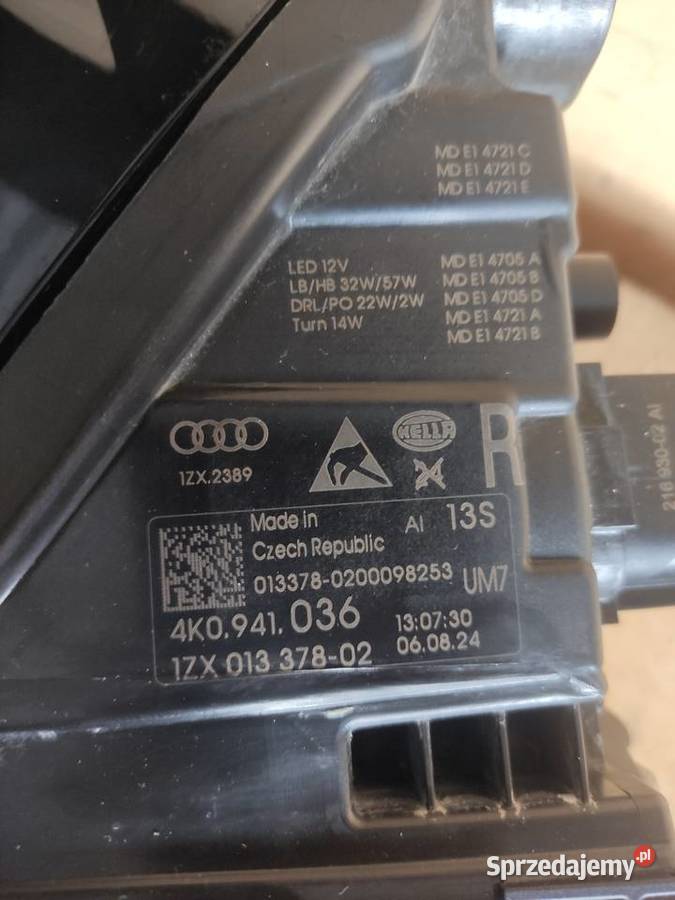 MD E1 4721 C
MD E1 4721 D
MD E1 4721 E
LED 12V
LB/HB 32W/57W
DRL/PO 22W/2W
Turn 14W
MD E1 4705 A
MD E1 4705 B
MD E1 4705 D
MD E1 4721 A
MD E1 4721 B
1ZX.2389
HELLA
24
R
Made in
Czech Republic
AI 13S
013378-0200098253 UM7
4K0.941.036
13:07:30
06.08.24
1ZX 013 378-02
216 930-02 AI
Sprzedajemy.pl